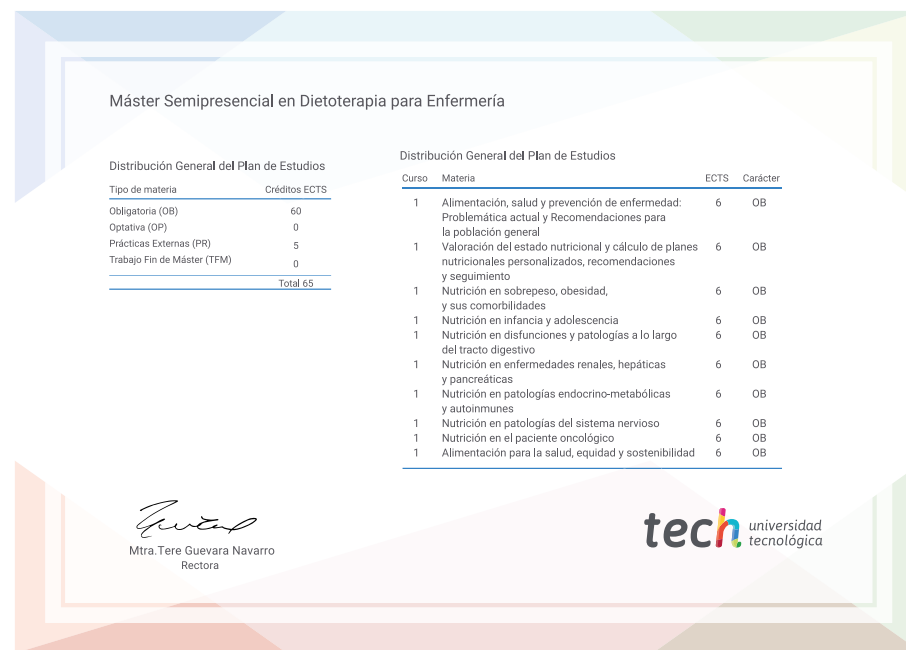 Máster Semipresencial en Dietoterapia para Enfermería
Distribución General del Plan de Estudios
Tipo de materia Créditos ECTS
Obligatoria (OB) 60
Optativa (OP) 0
Prácticas Externas (PR) 5
Trabajo Fin de Máster (TFM) 0
Total 65
Distribución General del Plan de Estudios
Curso Materia ECTS Carácter
1 Alimentación, salud y prevención de enfermedad: 6 OB
Problemática actual y Recomendaciones para
la población general
1 Valoración del estado nutricional y cálculo de planes 6 OB
nutricionales personalizados, recomendaciones
y seguimiento
1 Nutrición en sobrepeso, obesidad, 6 OB
y sus comorbilidades
1 Nutrición en infancia y adolescencia 6 OB
1 Nutrición en disfunciones y patologías a lo largo 6 OB
del tracto digestivo
1 Nutrición en enfermedades renales, hepáticas 6 OB
y pancreáticas
1 Nutrición en patologías endocrino-metabólicas 6 OB
y autoinmunes
1 Nutrición en patologías del sistema nervioso 6 OB
1 Nutrición en el paciente oncológico 6 OB
1 Alimentación para la salud, equidad y sostenibilidad 6 OB
Mtra.Tere Guevara Navarro
Rectora
tech universidad
tecnológica